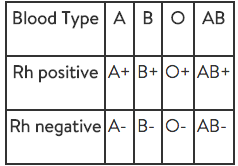 Blood Type A B O AB
Rh positive A+ B+ O+ AB+
Rh negative A- B- O- AB-